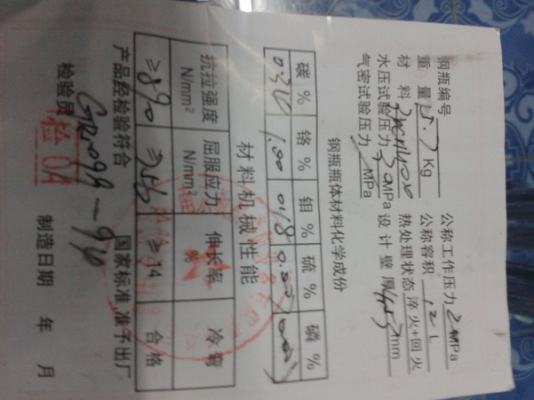 钢瓶编号 公称工作压力 MPa
重 量 15.7 Kg 公称容积 12 L
材 料 热处理状态 淬火+回火
水压试验压力 30 MPa 设计壁厚 mm
气密试验压力 MPa
钢瓶瓶体材料化学成份
碳% 铬% 钼% 硫% 磷%
1.00 0.18
材料机械性能
抗拉强度 N/mm² 屈服应力 N/mm² 伸长率 % 冷弯
≥890 ≥14 合格
产品经检验符合 国家标准,准予出厂
检验员 检04 制造日期 年 月